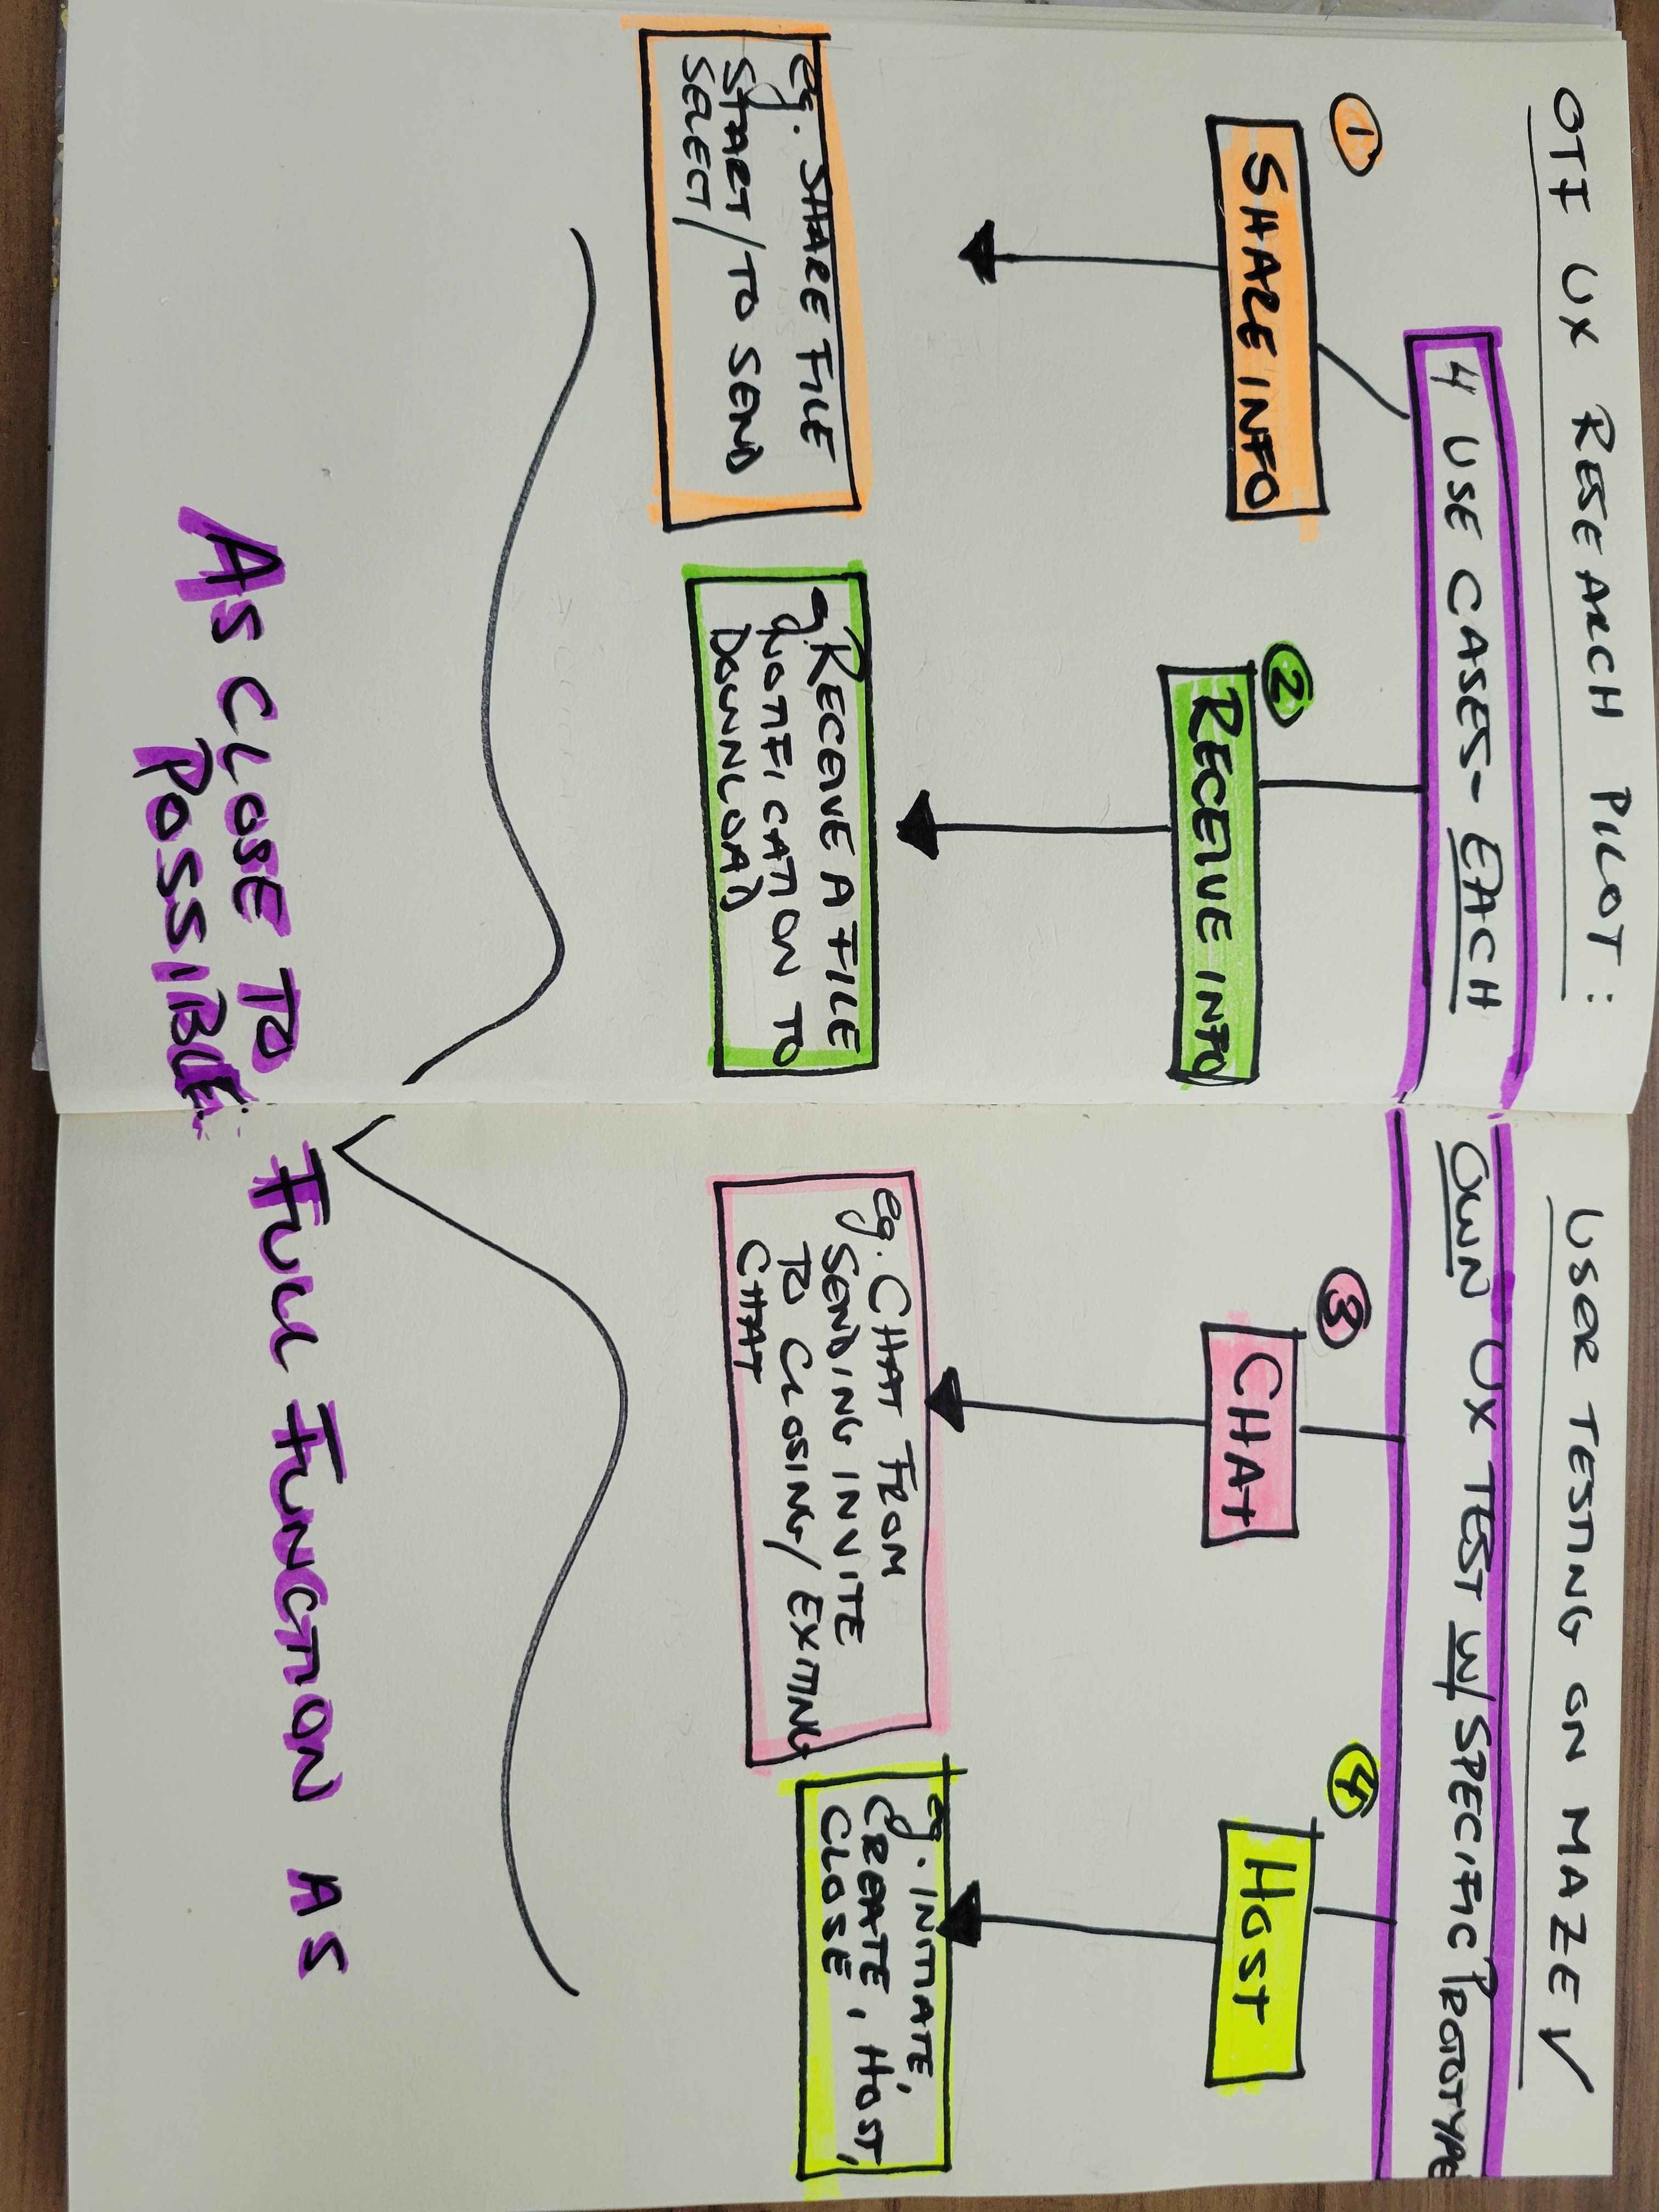 OTF UX RESEARCH PILOT: USER TESTING ON MAZE √
4 USE CASES- EACH OWN UX TEST W/ SPECIFIC PROTOTYPE
1
SHARE INFO
2
RECEIVE INFO
3
CHAT
4
HOST
eg. SHARE FILE
START/TO SEND
SELECT/
eg. RECEIVE A FILE
NOTIFICATION TO
DOWNLOAD
eg. CHAT FROM
SENDING INVITE
TO CLOSING/EXITING
CHAT
eg. INITIATE,
CREATE, HOST,
CLOSE
AS CLOSE TO
POSSIBLE.
FULL FUNCTION AS